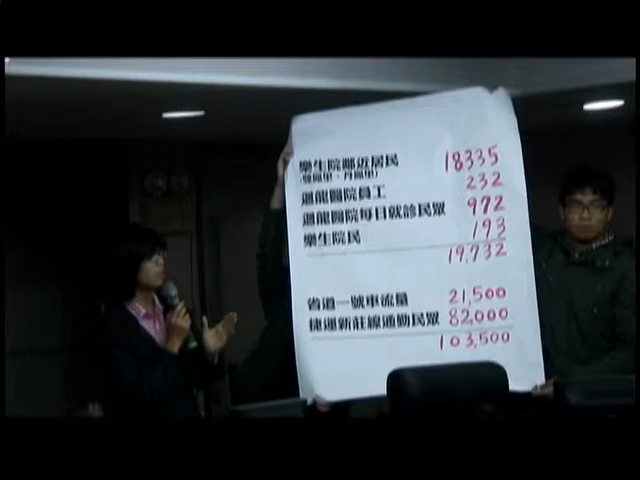 樂生院鄰近居民 18335
(雙鳳里、丹鳳里)
迴龍醫院員工 232
迴龍醫院每日就診民眾 972
樂生院民 193
19,732
省道一號車流量 21,500
捷運新莊線通勤民眾 82,000
103,500